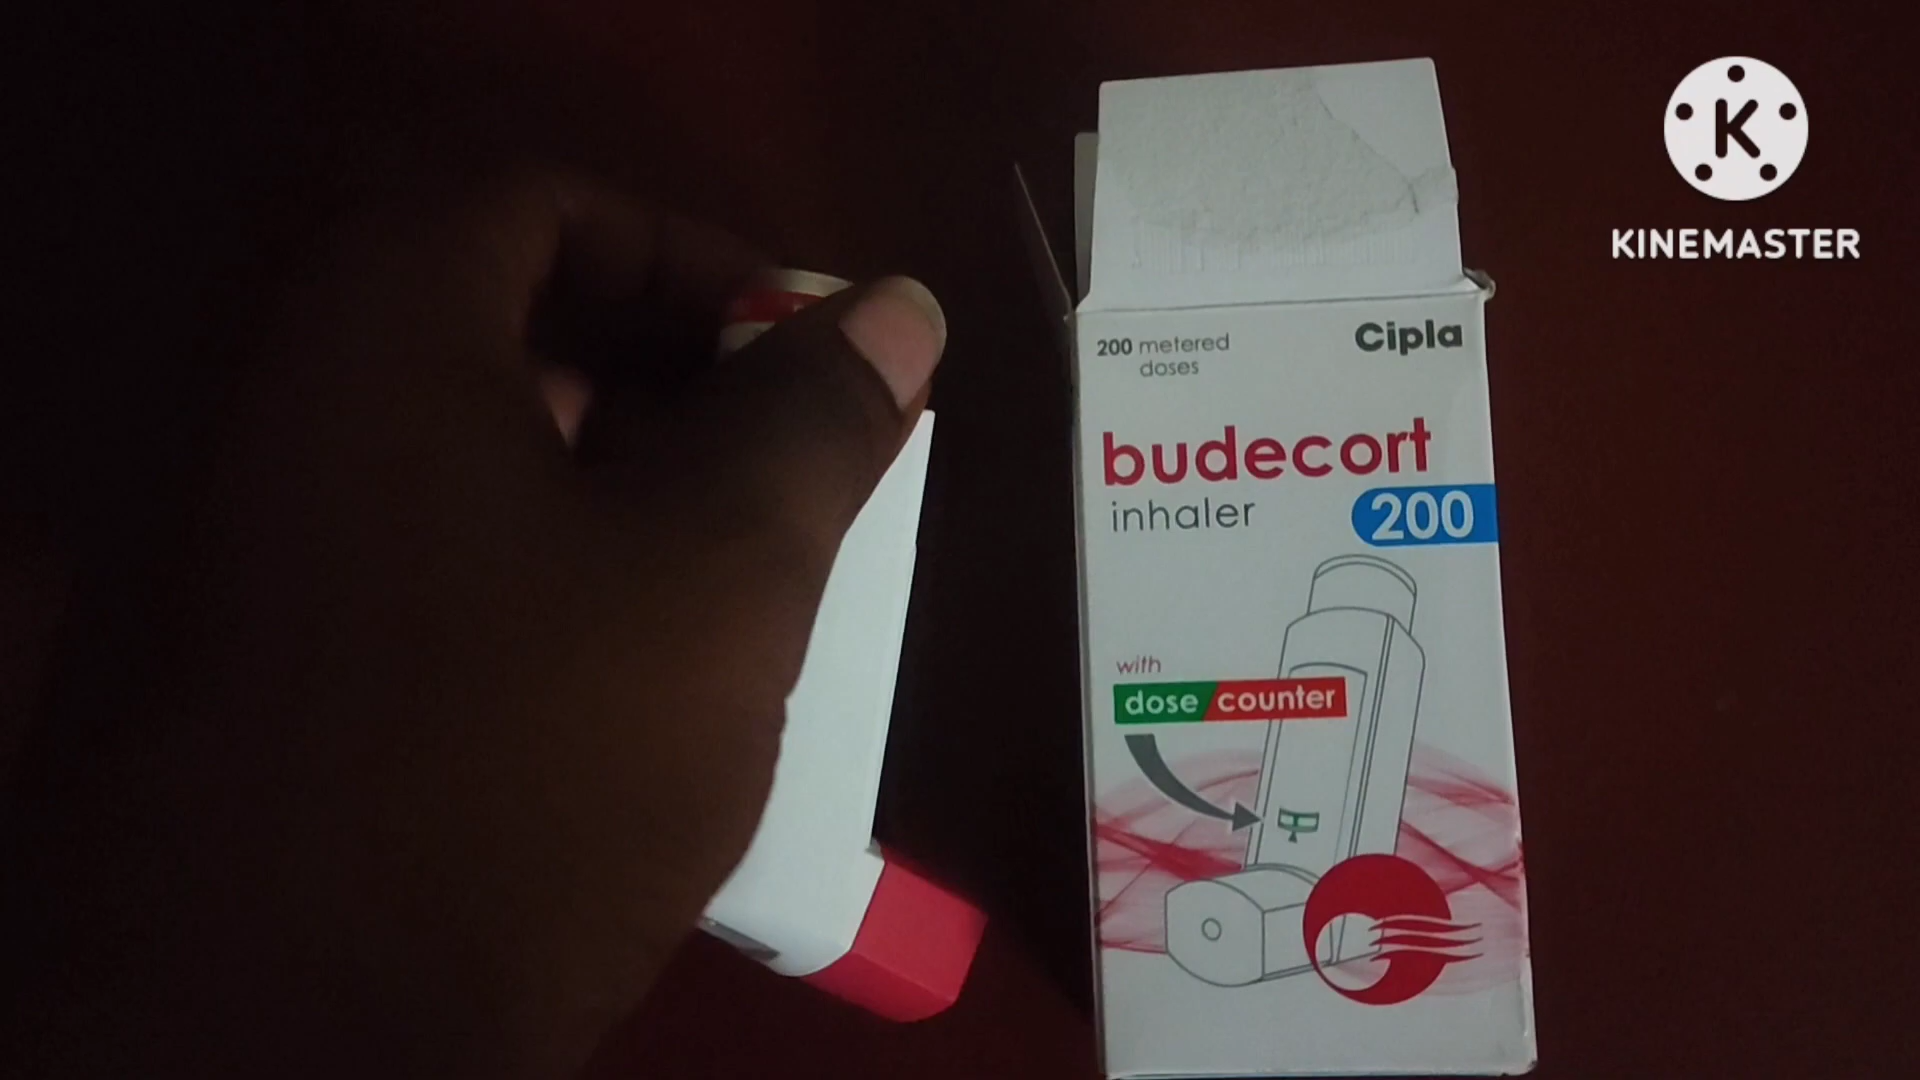 200 metered
doses
Cipla
budecort
inhaler
200
with
dose counter
K
KINEMASTER